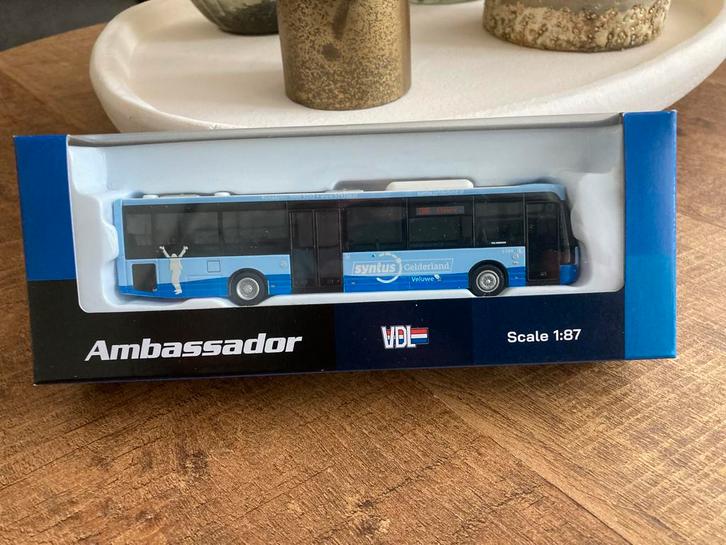 syntus Gelderland
Veluwe
Ambassador
VDL
Scale 1:87